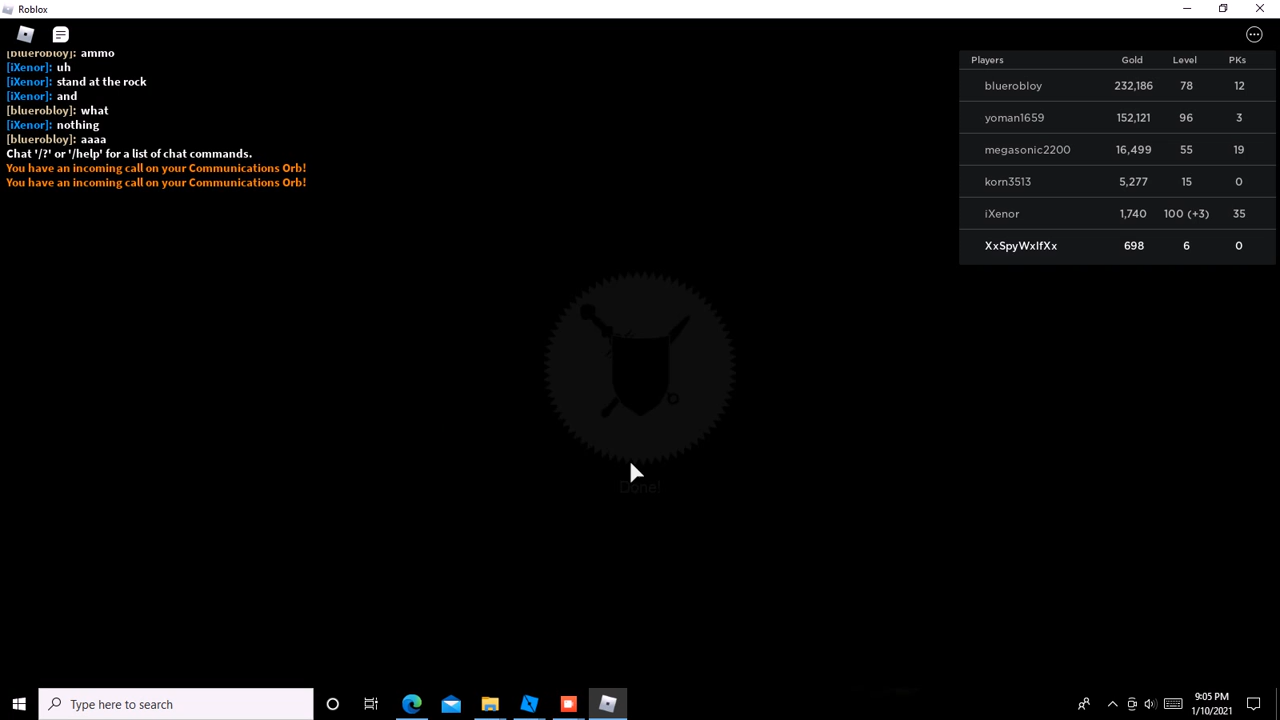 Roblox
[bluerobloy]: ammo
[iXenor]: uh
[iXenor]: stand at the rock
[iXenor]: and
[bluerobloy]: what
[iXenor]: nothing
[bluerobloy]: aaaa
Chat '/?' or '/help' for a list of chat commands.
You have an incoming call on your Communications Orb!
You have an incoming call on your Communications Orb!
Players Gold Level PKs
bluerobloy 232,186 78 12
yoman1659 152,121 96 3
megasonic2200 16,499 55 19
korn3513 5,277 15 0
iXenor 1,740 100 (+3) 35
XxSpyWxlfXx 698 6 0
Done!
Type here to search
9:05 PM
1/10/2021